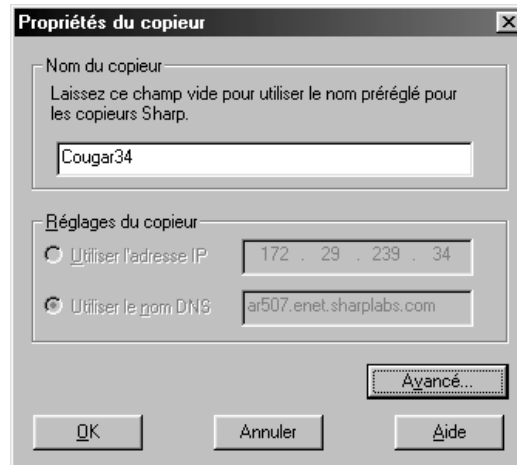 Propriétés du copieur
Nom du copieur
Laissez ce champ vide pour utiliser le nom préréglé pour
les copieurs Sharp.
Cougar34
Réglages du copieur
Utiliser l'adresse IP 172 . 29 . 239 . 34
Utiliser le nom DNS ar507.enet.sharplabs.com
Avancé...
OK Annuler Aide